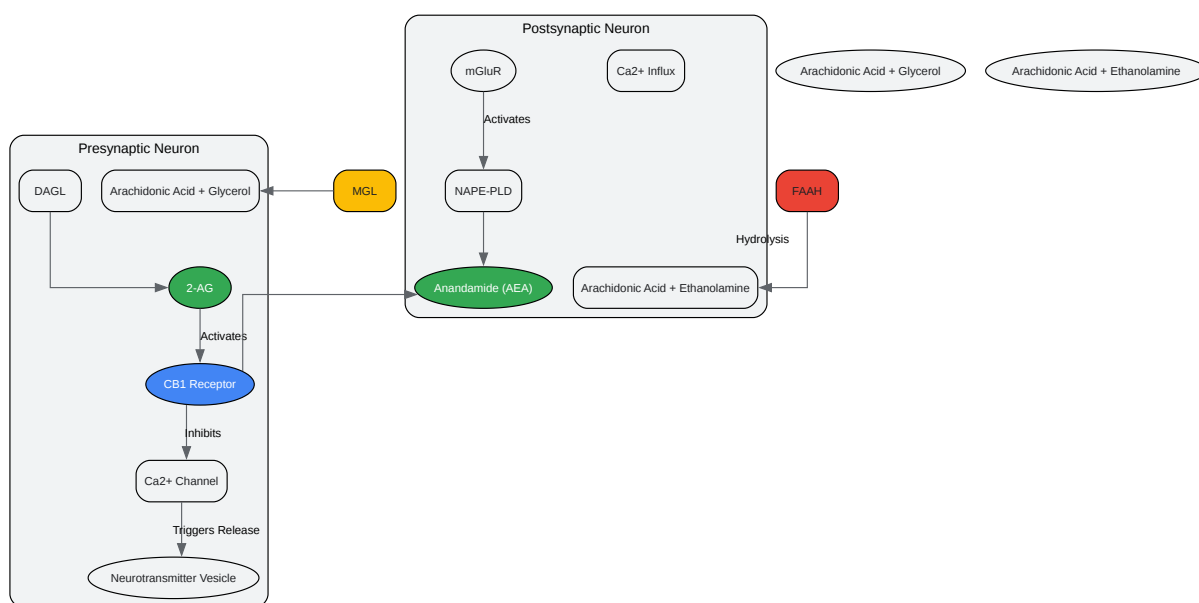 Postsynaptic Neuron
mGluR
Ca2+ Influx
Arachidonic Acid + Glycerol
Arachidonic Acid + Ethanolamine
Activates
Presynaptic Neuron
DAGL
Arachidonic Acid + Glycerol
MGL
NAPE-PLD
FAAH
Hydrolysis
2-AG
Anandamide (AEA)
Arachidonic Acid + Ethanolamine
Activates
CB1 Receptor
Inhibits
Ca2+ Channel
Triggers Release
Neurotransmitter Vesicle